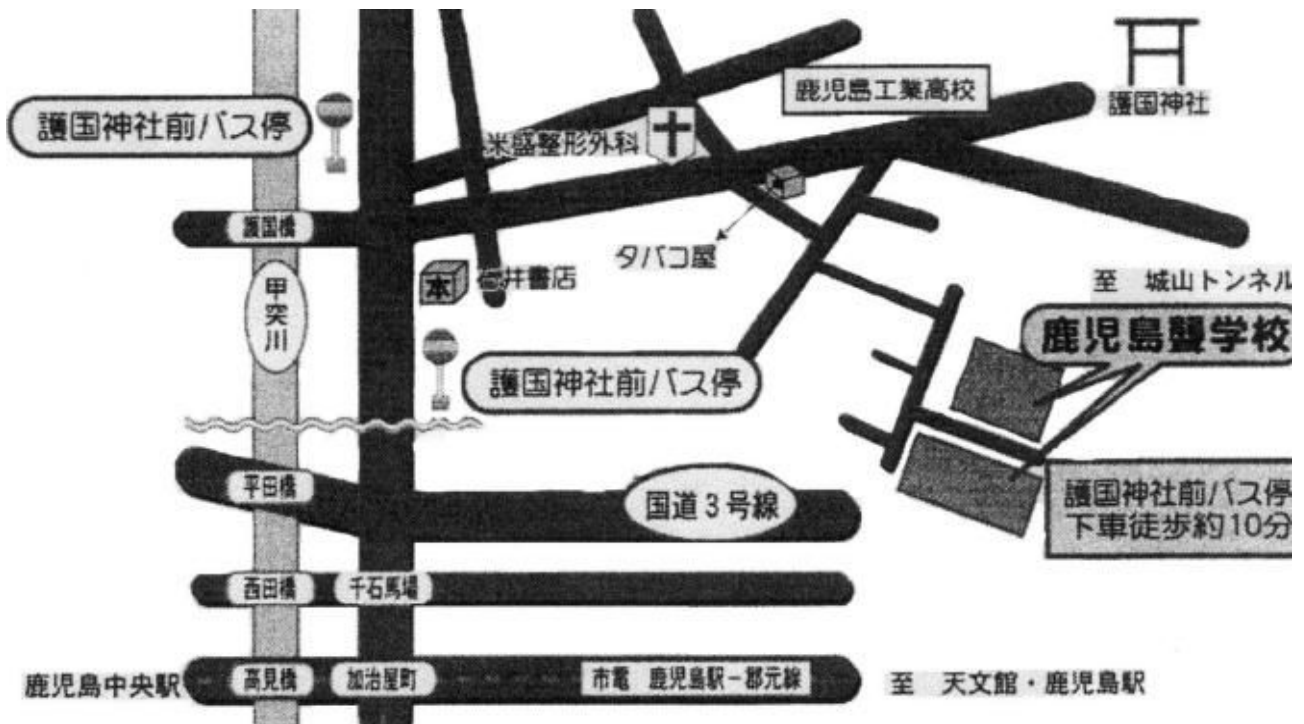 鹿児島工業高校
護国神社
護国神社前バス停
米盛整形外科
護国橋
タバコ屋
甲突川
本
井書店
至 城山トンネル
鹿児島聾学校
護国神社前バス停
平田橋
国道3号線
護国神社前バス停
下車徒歩約10分
西田橋
千石馬場
鹿児島中央駅
高見橋
加治屋町
市電 鹿児島駅－郡元線
至 天文館・鹿児島駅